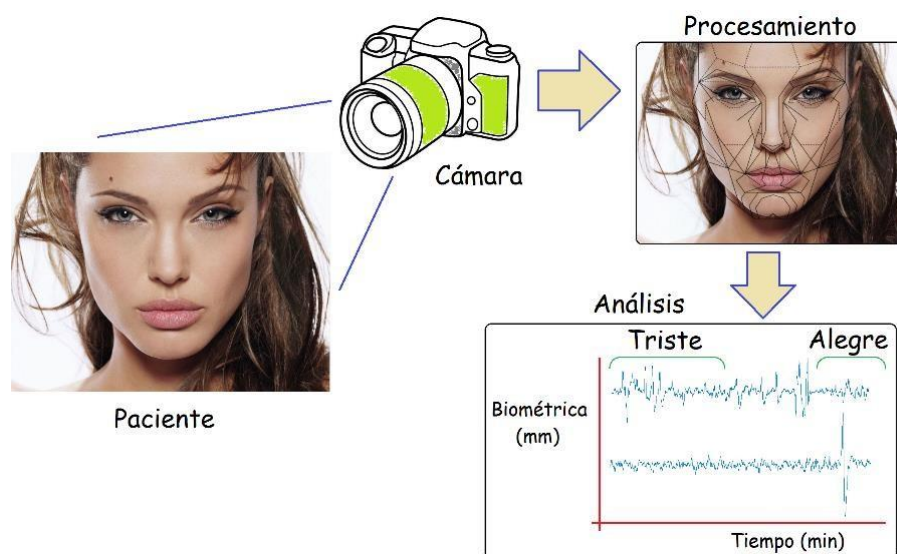 Procesamiento
Cámara
Paciente
Análisis
Triste
Alegre
Biométrica
(mm)
Tiempo (min)